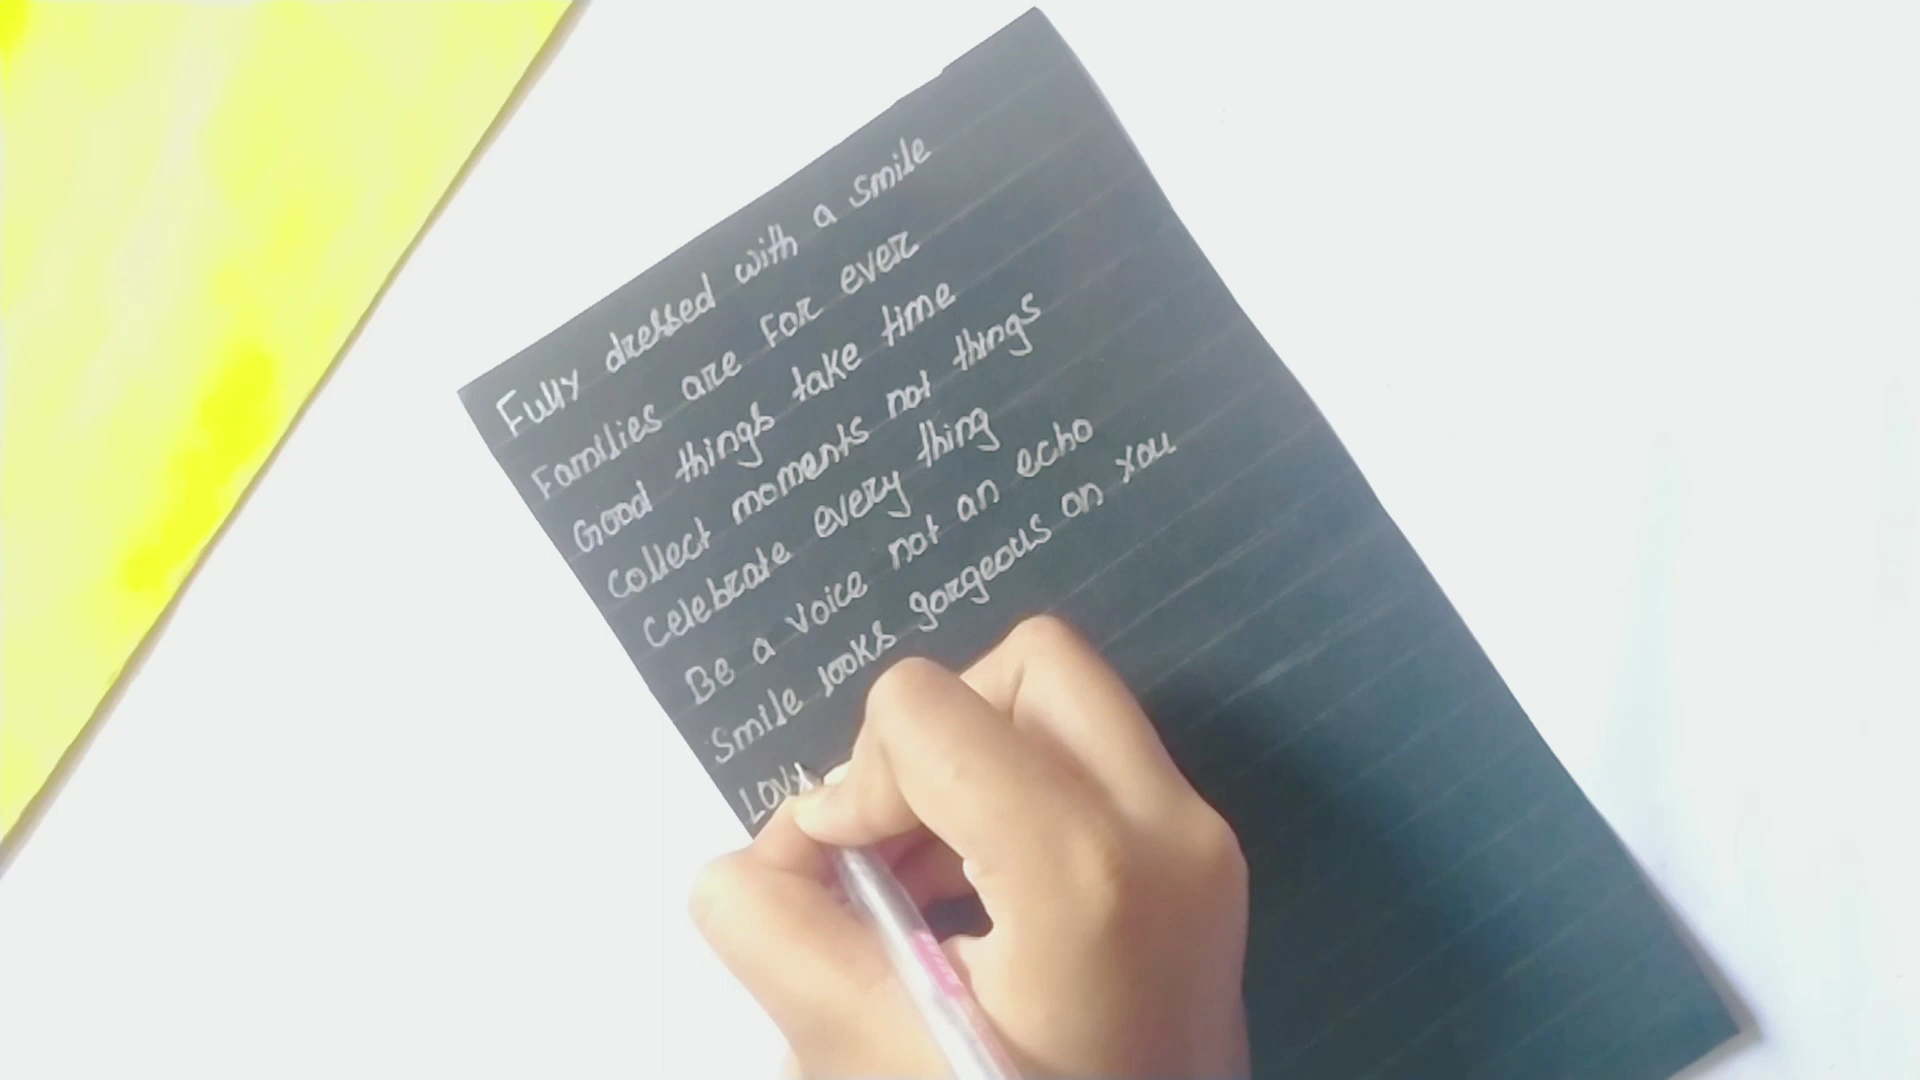 Fully dressed with a smile
Families are For ever
Good things take time
collect moments not things
Celebrate every thing
Be a voice not an echo
Smile looks gorgeous on you